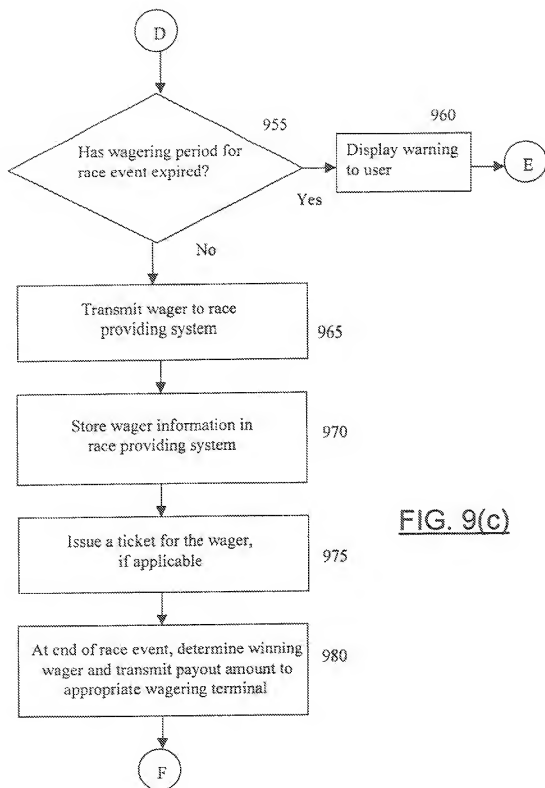 D
955
Has wagering period for
race event expired?
960
Display warning
to user
E
Yes
No
Transmit wager to race
providing system
965
Store wager information in
race providing system
970
Issue a ticket for the wager,
if applicable
975
FIG. 9(c)
At end of race event, determine winning
wager and transmit payout amount to
appropriate wagering terminal
980
F